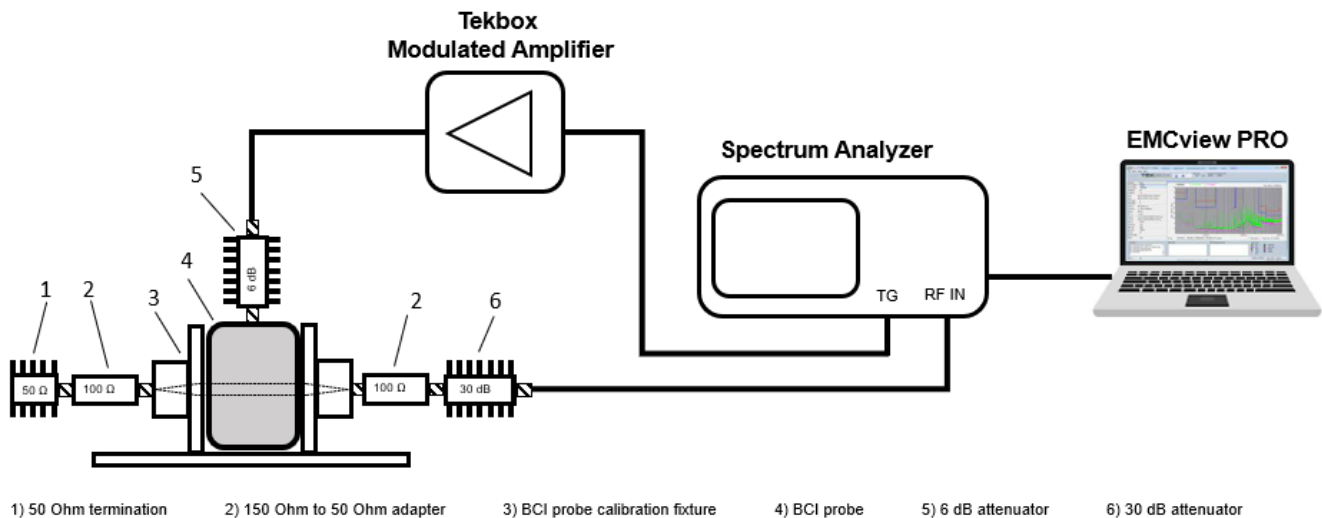 Tekbox
Modulated Amplifier
Spectrum Analyzer
EMCview PRO
TG
RF IN
5
4
6 dB
1
2
3
2
6
50 Ω
100 Ω
100 Ω
30 dB
1) 50 Ohm termination
2) 150 Ohm to 50 Ohm adapter
3) BCI probe calibration fixture
4) BCI probe
5) 6 dB attenuator
6) 30 dB attenuator